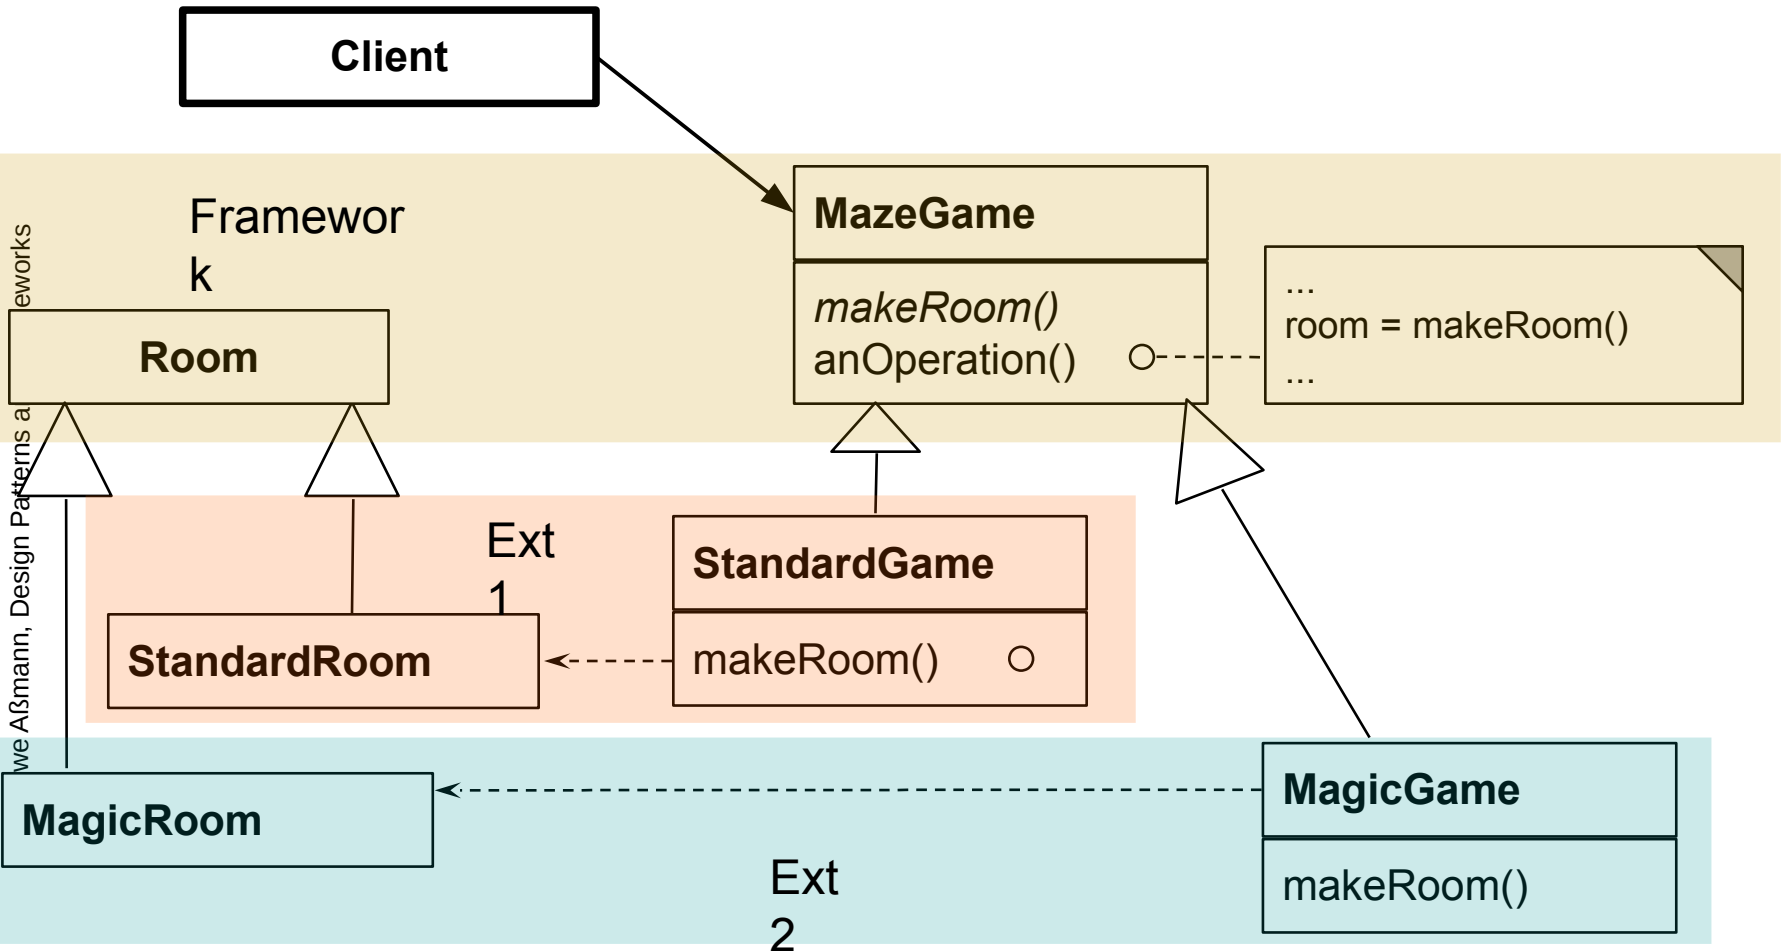 Client
Framewor
k
MazeGame
makeRoom()
anOperation()
...
room = makeRoom()
...
Room
Ext
1
StandardGame
makeRoom()
StandardRoom
MagicGame
makeRoom()
MagicRoom
Ext
2
we Aßmann, Design Patterns a
eworks